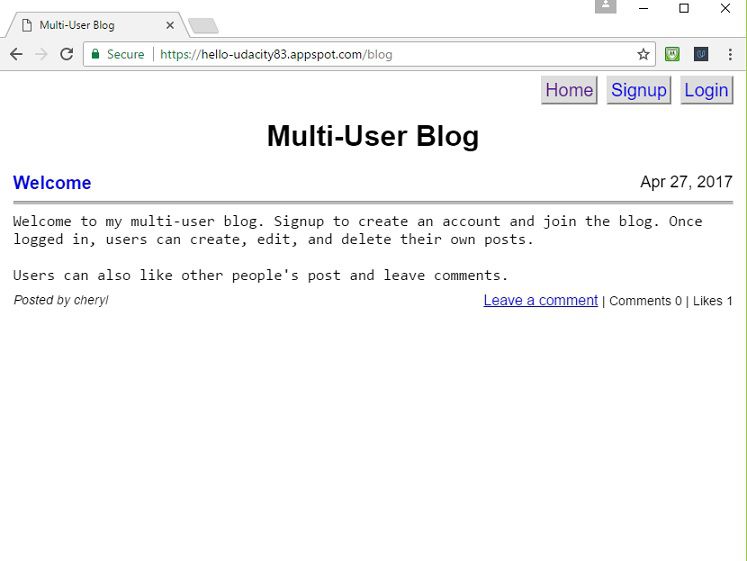 Multi-User Blog
Secure | https://hello-udacity83.appspot.com/blog
Home Signup Login
Multi-User Blog
Welcome Apr 27, 2017
Welcome to my multi-user blog. Signup to create an account and join the blog. Once
logged in, users can create, edit, and delete their own posts.
Users can also like other people's post and leave comments.
Posted by cheryl Leave a comment | Comments 0 | Likes 1